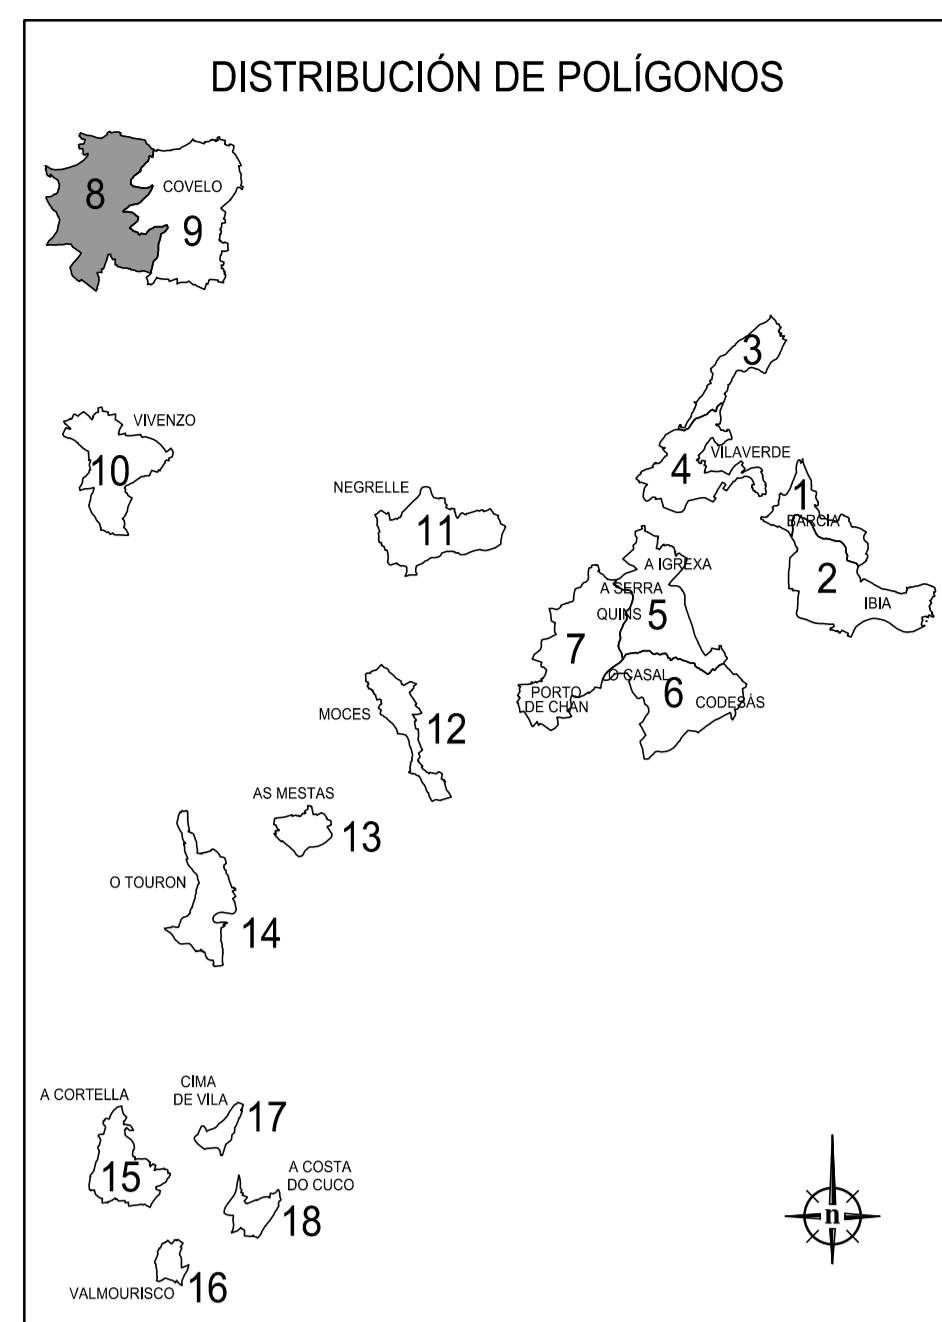 DISTRIBUCIÓN DE POLÍGONOS
8
COVELO
9
3
VIVENZO
10
4
VILAVERDE
NEGRELLE
11
1
BARCIA
2
IBIA
A IGREXA
A SERRA
QUINS
5
7
O CASAL
PORTO
DE CHAN
6
CODESÁS
MOCES
12
AS MESTAS
13
O TOURON
14
A CORTELLA
15
CIMA
DE VILA
17
A COSTA
DO CUCO
18
VALMOURISCO
16
n